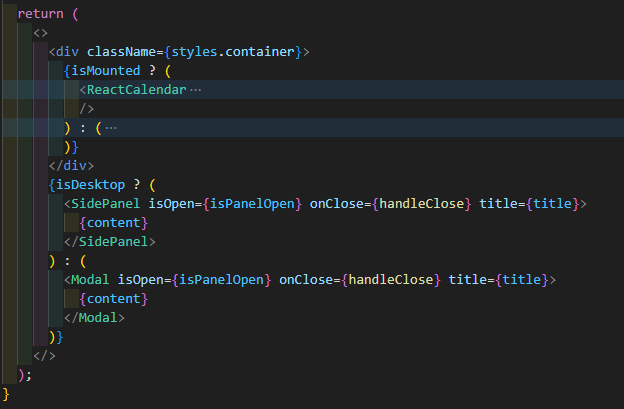 return (
<>
<div className={styles.container}>
{isMounted ? (
<ReactCalendar ···
/>
) : ( ···
)}
</div>
{isDesktop ? (
<SidePanel isOpen={isPanelOpen} onClose={handleClose} title={title}>
{content}
</SidePanel>
) : (
<Modal isOpen={isPanelOpen} onClose={handleClose} title={title}>
{content}
</Modal>
)}
</>
);
}